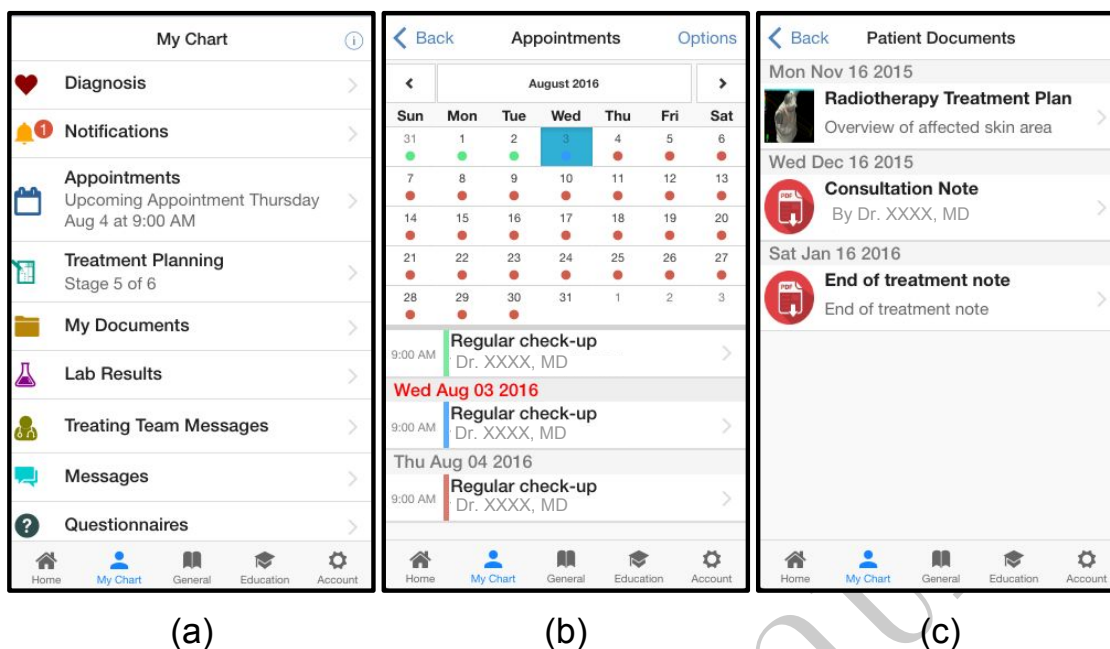 My Chart
Diagnosis
1
Notifications
Appointments
Upcoming Appointment Thursday
Aug 4 at 9:00 AM
Treatment Planning
Stage 5 of 6
My Documents
Lab Results
Treating Team Messages
Messages
?
Questionnaires
Home My Chart General Education Account
(a)
Back Appointments Options
August 2016
Sun Mon Tue Wed Thu Fri Sat
31 1 2 3 4 5 6
7 8 9 10 11 12 13
14 15 16 17 18 19 20
21 22 23 24 25 26 27
28 29 30 31 1 2 3
Regular check-up
9:00 AM Dr. XXXX, MD
Wed Aug 03 2016
Regular check-up
9:00 AM Dr. XXXX, MD
Thu Aug 04 2016
Regular check-up
9:00 AM Dr. XXXX, MD
Home My Chart General Education Account
(b)
Back Patient Documents
Mon Nov 16 2015
Radiotherapy Treatment Plan
Overview of affected skin area
Wed Dec 16 2015
PDF
Consultation Note
By Dr. XXXX, MD
Sat Jan 16 2016
PDF
End of treatment note
End of treatment note
Home My Chart General Education Account
(c)